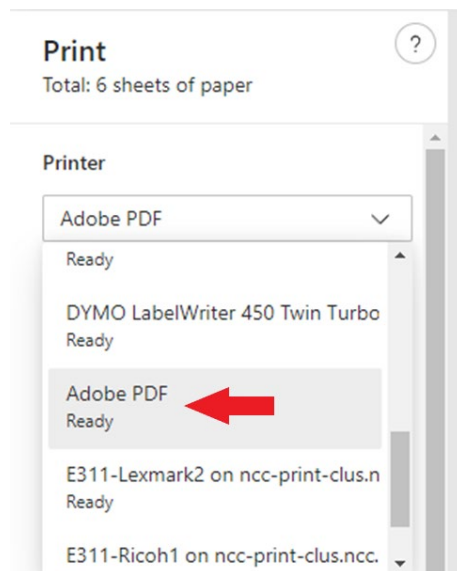 Print
?
Total: 6 sheets of paper
Printer
Adobe PDF
Ready
DYMO LabelWriter 450 Twin Turbo
Ready
Adobe PDF
Ready
E311-Lexmark2 on ncc-print-clus.n
Ready
E311-Ricoh1 on ncc-print-clus.ncc.